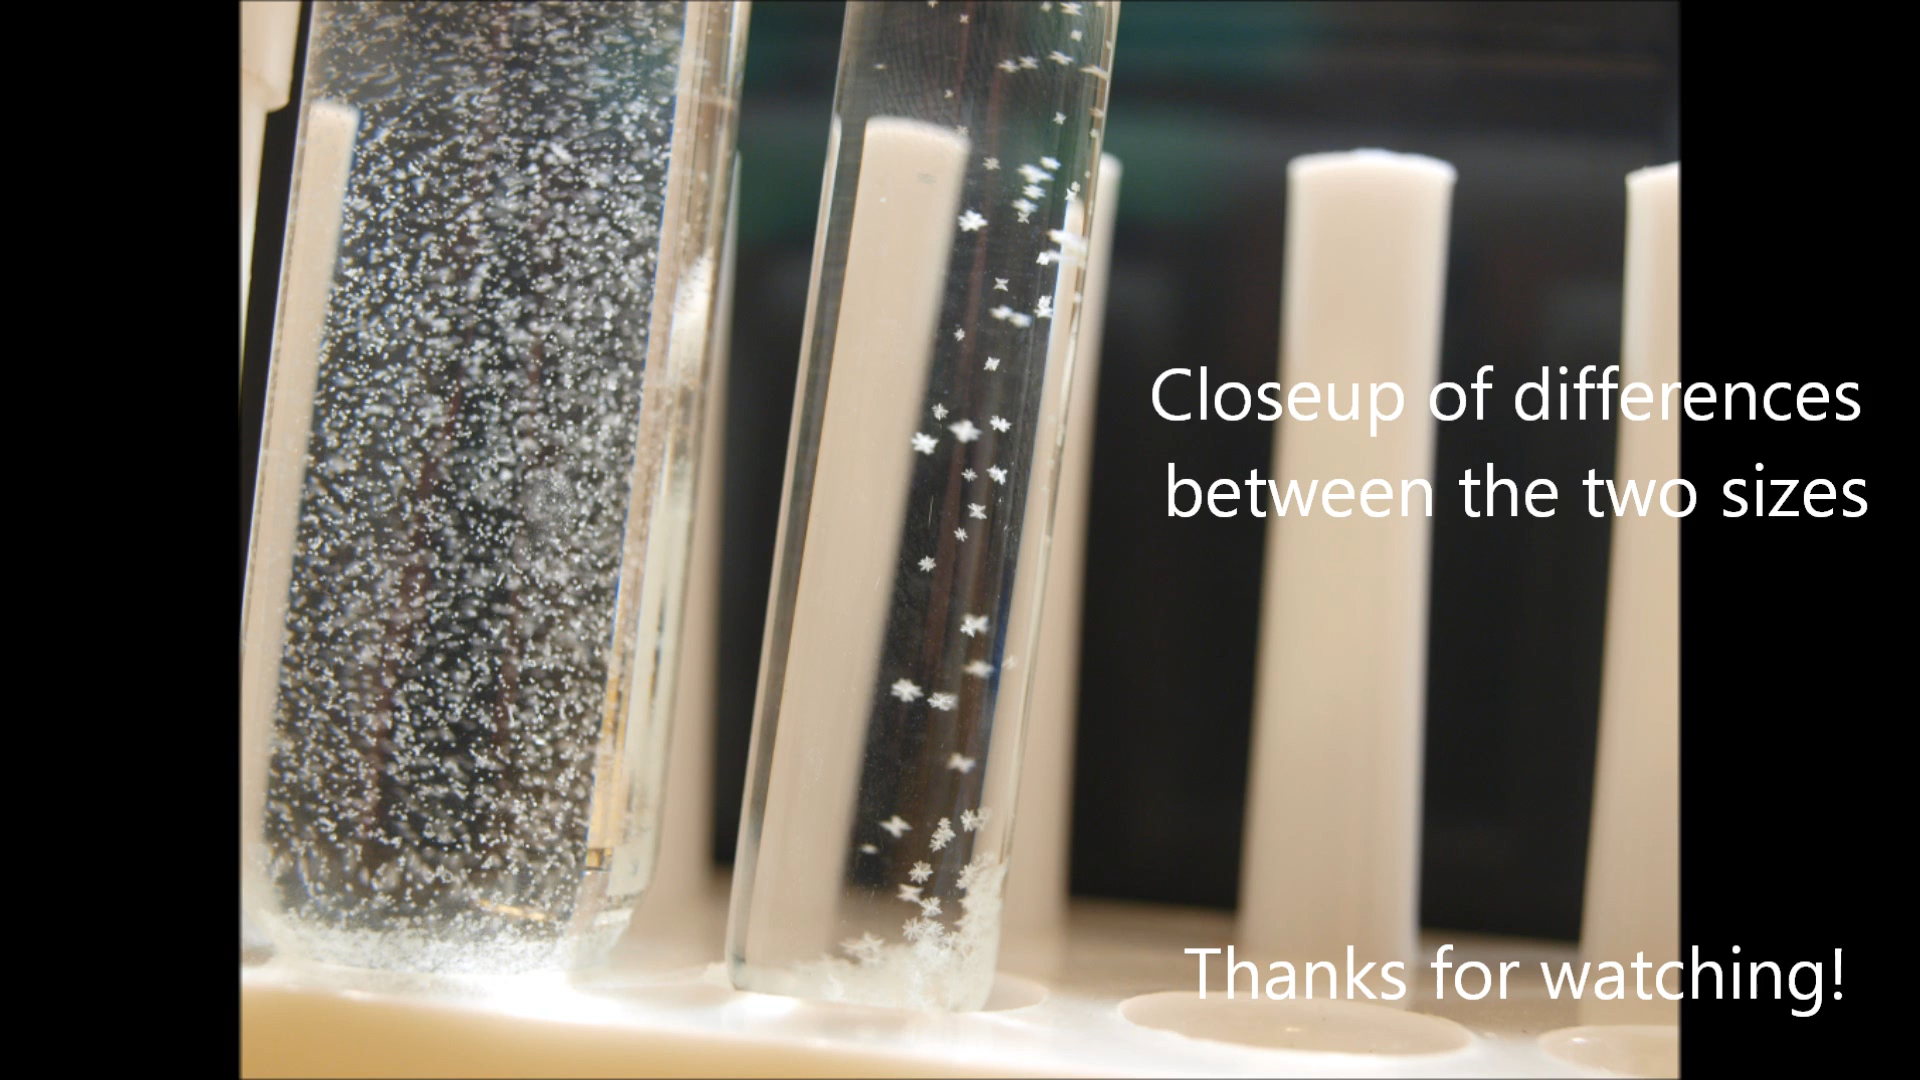 Closeup of differences
between the two sizes
Thanks for watching!